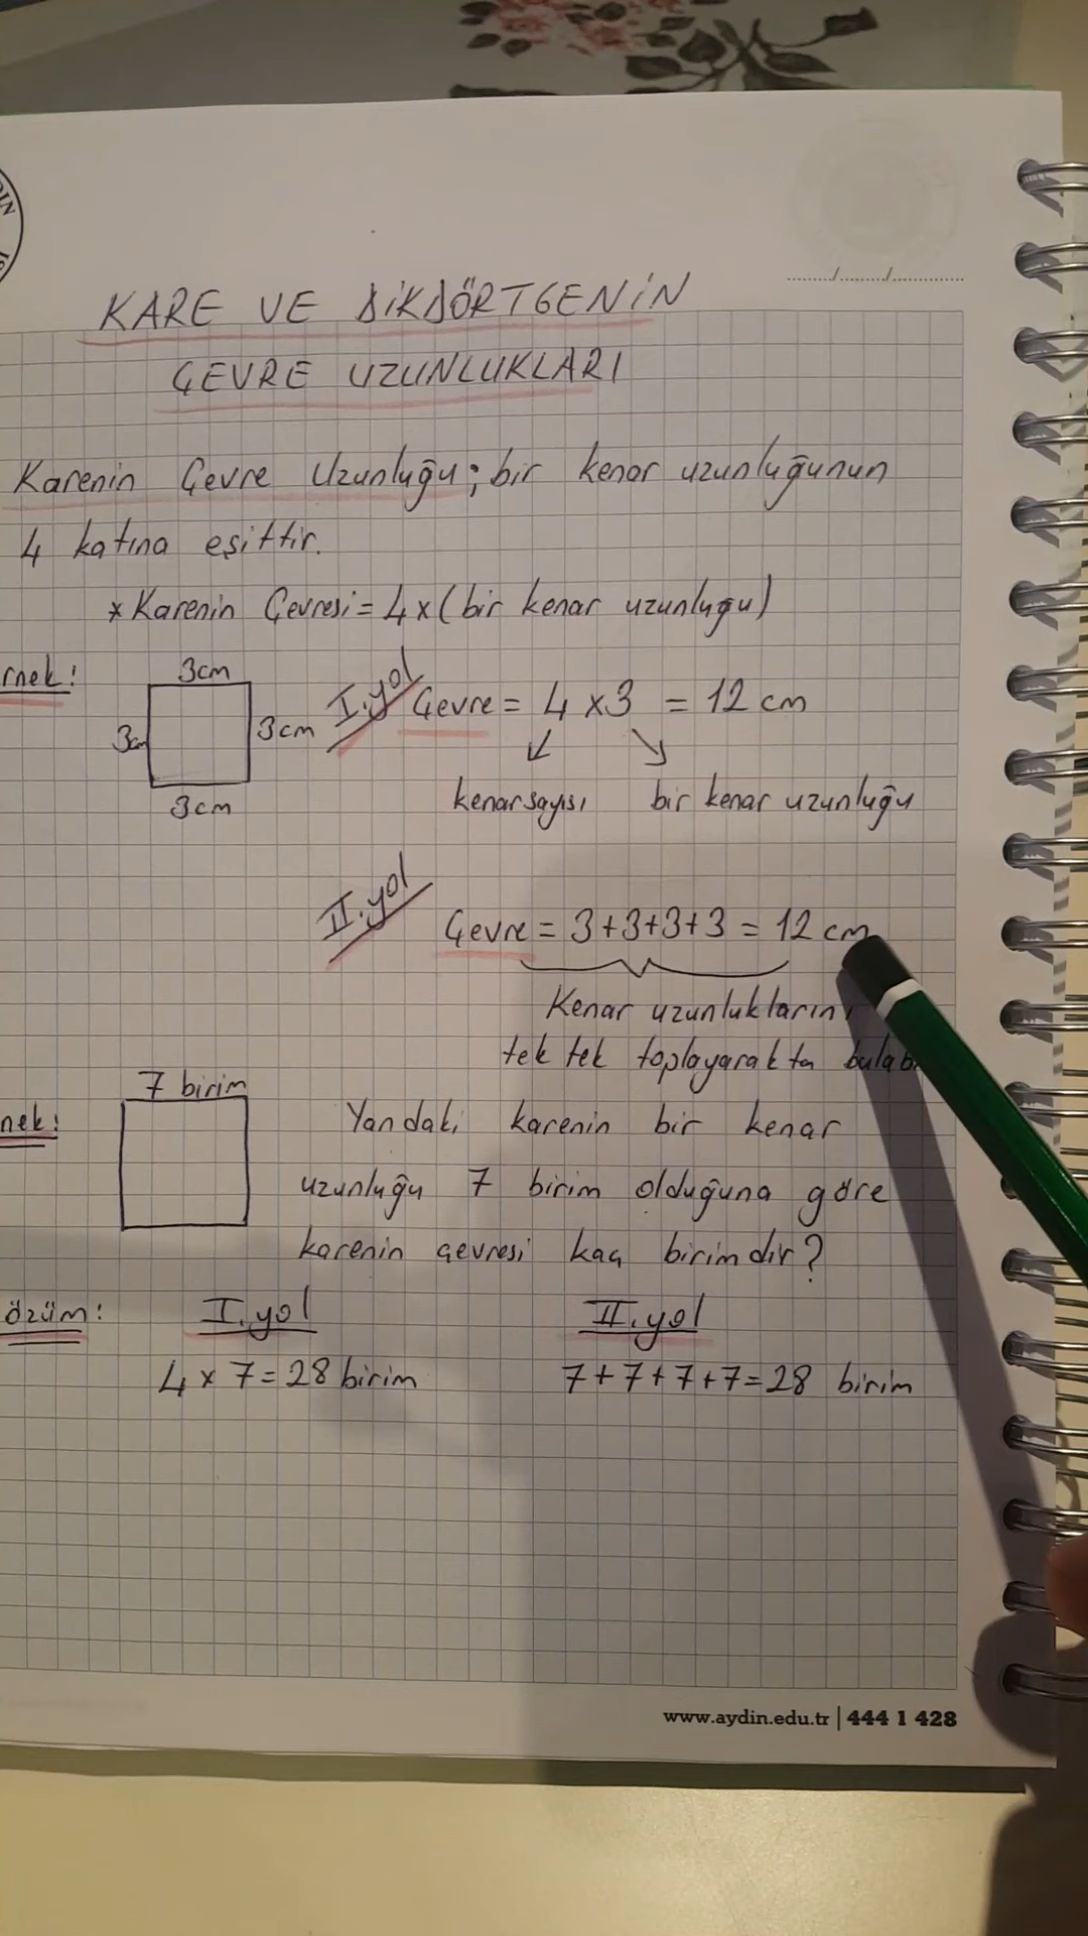 KARE VE DİKDÖRTGENİN
ÇEVRE UZUNLUKLARI
Karenin Çevre Uzunluğu; bir kenar uzunluğunun
4 katına eşittir.
* Karenin Çevresi = 4 x (bir kenar uzunluğu)
rnek:
3cm
3cm
3cm
3cm
I. yol
Çevre = 4 x 3 = 12 cm
kenar sayısı
bir kenar uzunluğu
II. yol
Çevre = 3+3+3+3 = 12 cm
Kenar uzunluklarını
tek tek toplayarakta
7 birim
nek:
Yandaki karenin bir kenar
uzunluğu 7 birim olduğuna göre
karenin çevresi kaç birimdir?
özüm:
I. yol
4 x 7 = 28 birim
II. yol
7+7+7+7=28 birim
www.aydin.edu.tr | 444 1 428